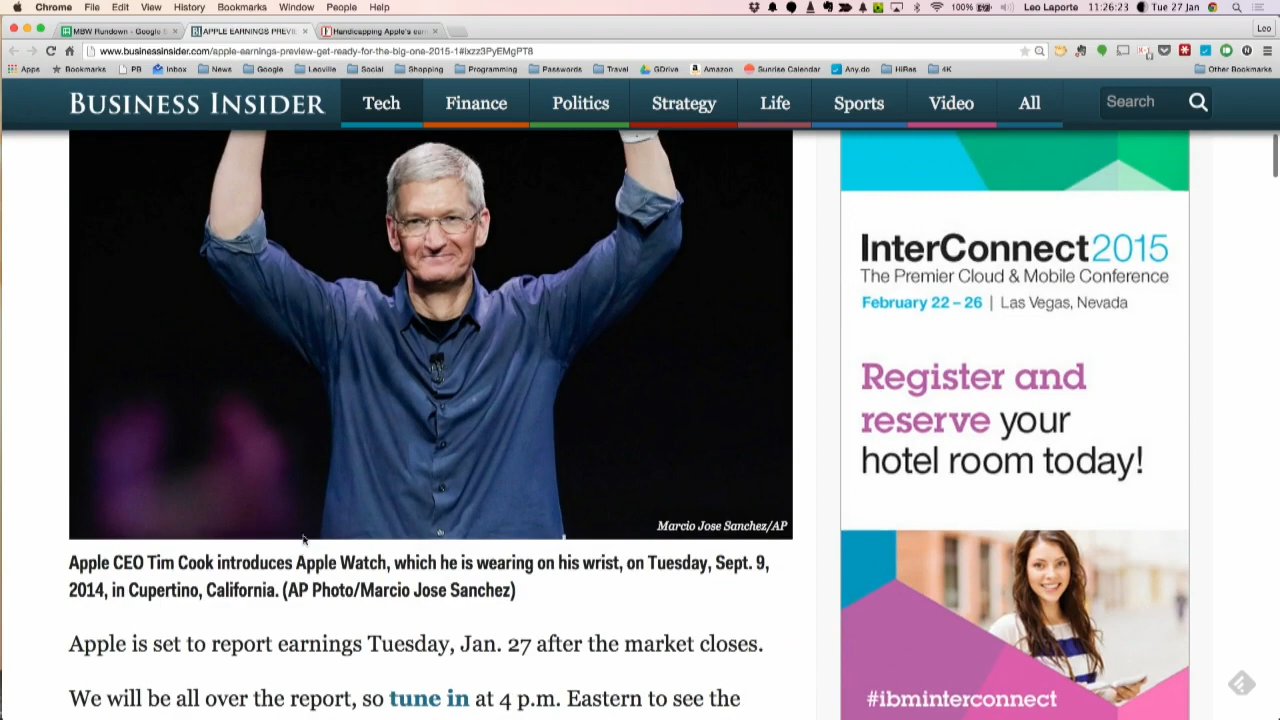 Chrome File Edit View History Bookmarks Window People Help 100% Leo Laporte 11:26:23 Tue 27 Jan
MBW Rundown - Google APPLE EARNINGS PREVIE Handicapping Apple's ear Leo
www.businessinsider.com/apple-earnings-preview-get-ready-for-the-big-one-2015-1#ixzz3PyEMgPT8
Apps Bookmarks PB Inbox News Google Leoville Social Shopping Programming Passwords Travel GDrive Amazon Sunrise Calendar Any.do HiRes 4K Other Bookmarks
BUSINESS INSIDER Tech Finance Politics Strategy Life Sports Video All Search
Marcio Jose Sanchez/AP
Apple CEO Tim Cook introduces Apple Watch, which he is wearing on his wrist, on Tuesday, Sept. 9,
2014, in Cupertino, California. (AP Photo/Marcio Jose Sanchez)
Apple is set to report earnings Tuesday, Jan. 27 after the market closes.
We will be all over the report, so tune in at 4 p.m. Eastern to see the
InterConnect2015
The Premier Cloud & Mobile Conference
February 22 – 26 | Las Vegas, Nevada
Register and
reserve your
hotel room today!
#ibminterconnect